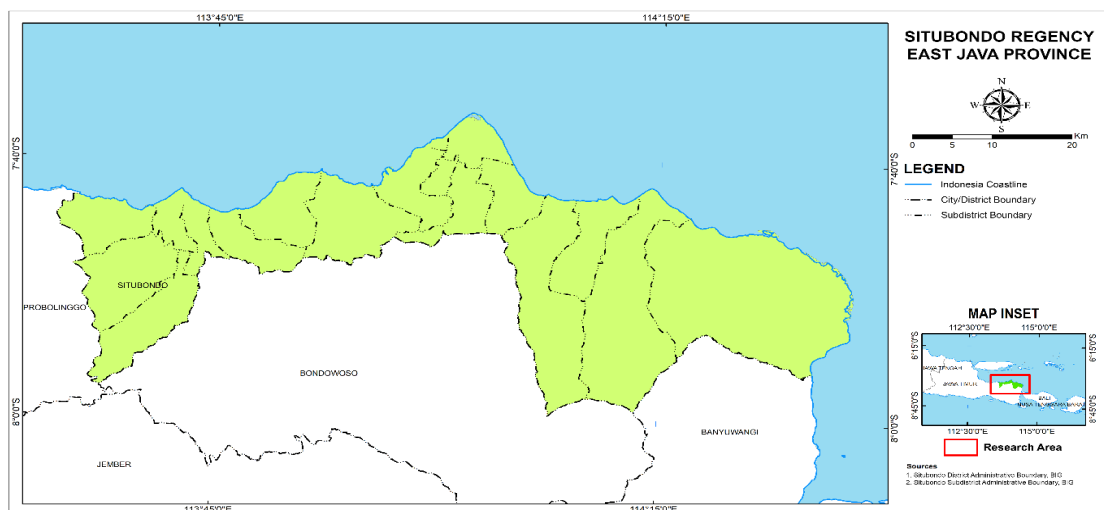 113°45'0"E
114°15'0"E
7°40'0"S
8°0'0"S
7°40'0"S
8°0'0"S
SITUBONDO
PROBOLINGGO
BONDOWOSO
JEMBER
BANYUWANGI
113°45'0"E
114°15'0"E
SITUBONDO REGENCY
EAST JAVA PROVINCE
N
W
E
S
Km
0 5 10 20
LEGEND
Indonesia Coastline
City/District Boundary
Subdistrict Boundary
MAP INSET
112°30'0"E
115°0'0"E
6°15'0"S
8°45'0"S
6°15'0"S
8°45'0"S
JAWA TENGAH
JAWA TIMUR
BALI
NUSA TENGGARA BARAT
112°30'0"E
115°0'0"E
Research Area
Sources
1. Situbondo District Administrative Boundary, BIG
2. Situbondo Subdistrict Administrative Boundary, BIG